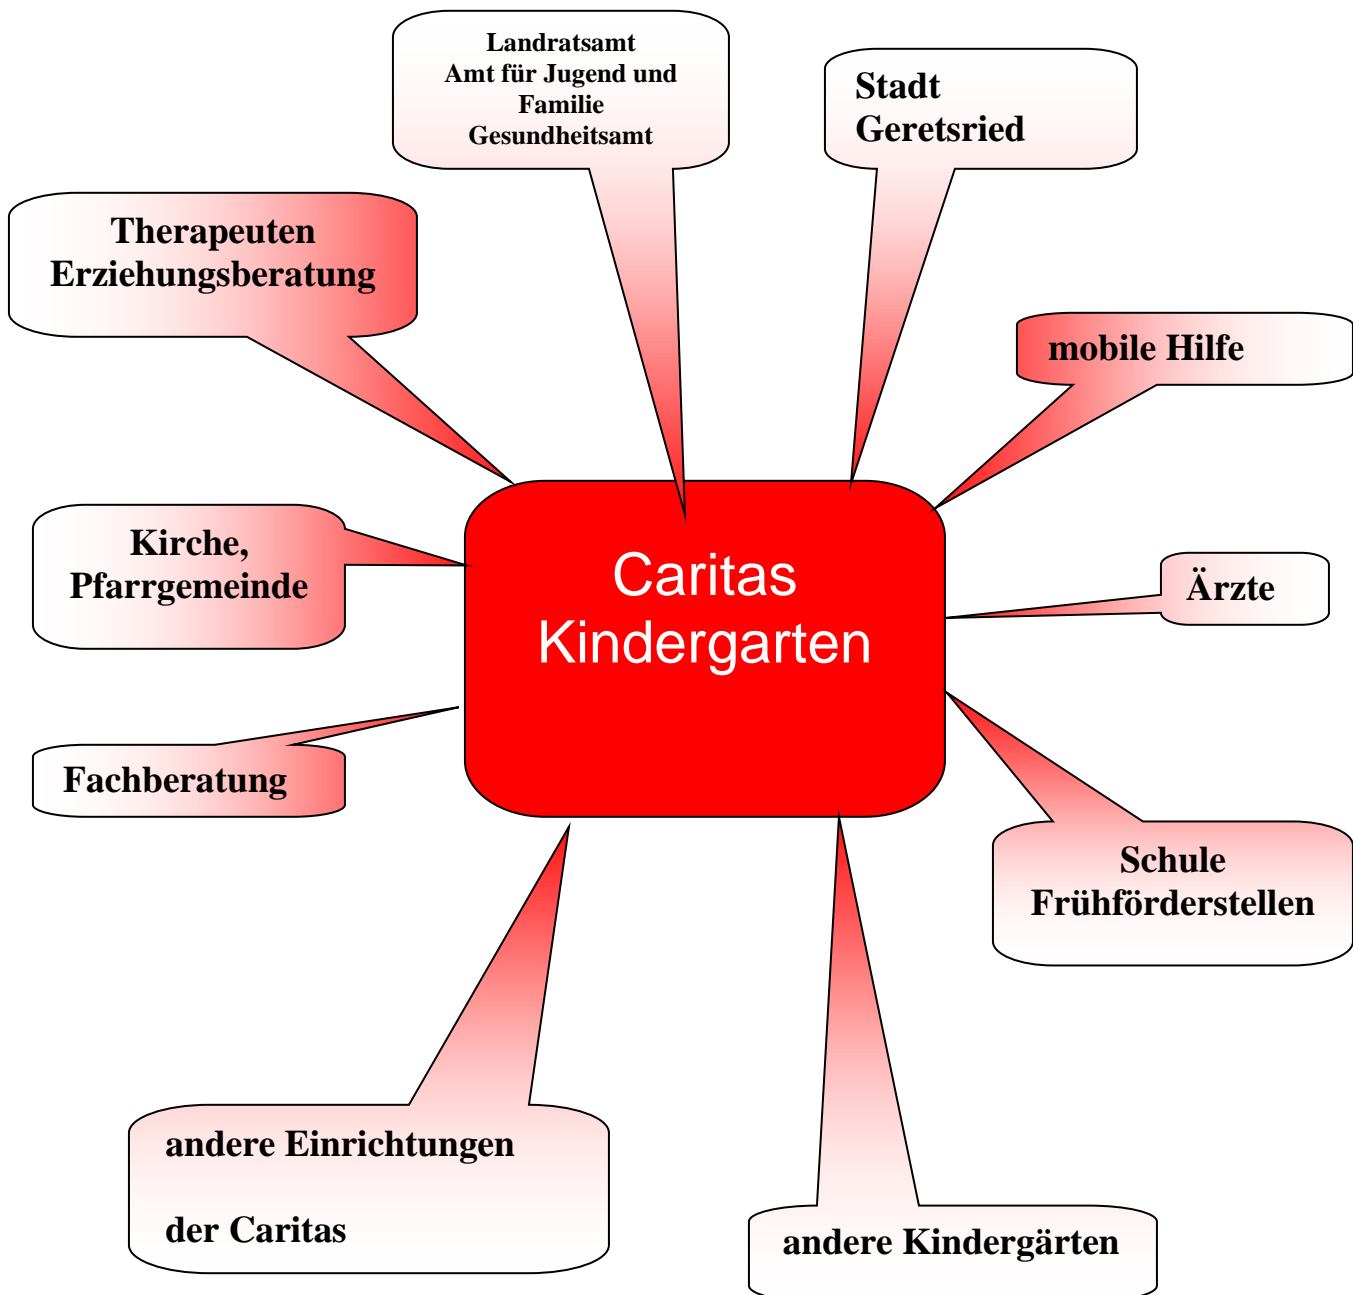 Landratsamt
Amt für Jugend und
Familie
Gesundheitsamt
Stadt
Geretsried
Therapeuten
Erziehungsberatung
mobile Hilfe
Kirche,
Pfarrgemeinde
Caritas
Kindergarten
Ärzte
Fachberatung
Schule
Frühförderstellen
andere Einrichtungen
der Caritas
andere Kindergärten